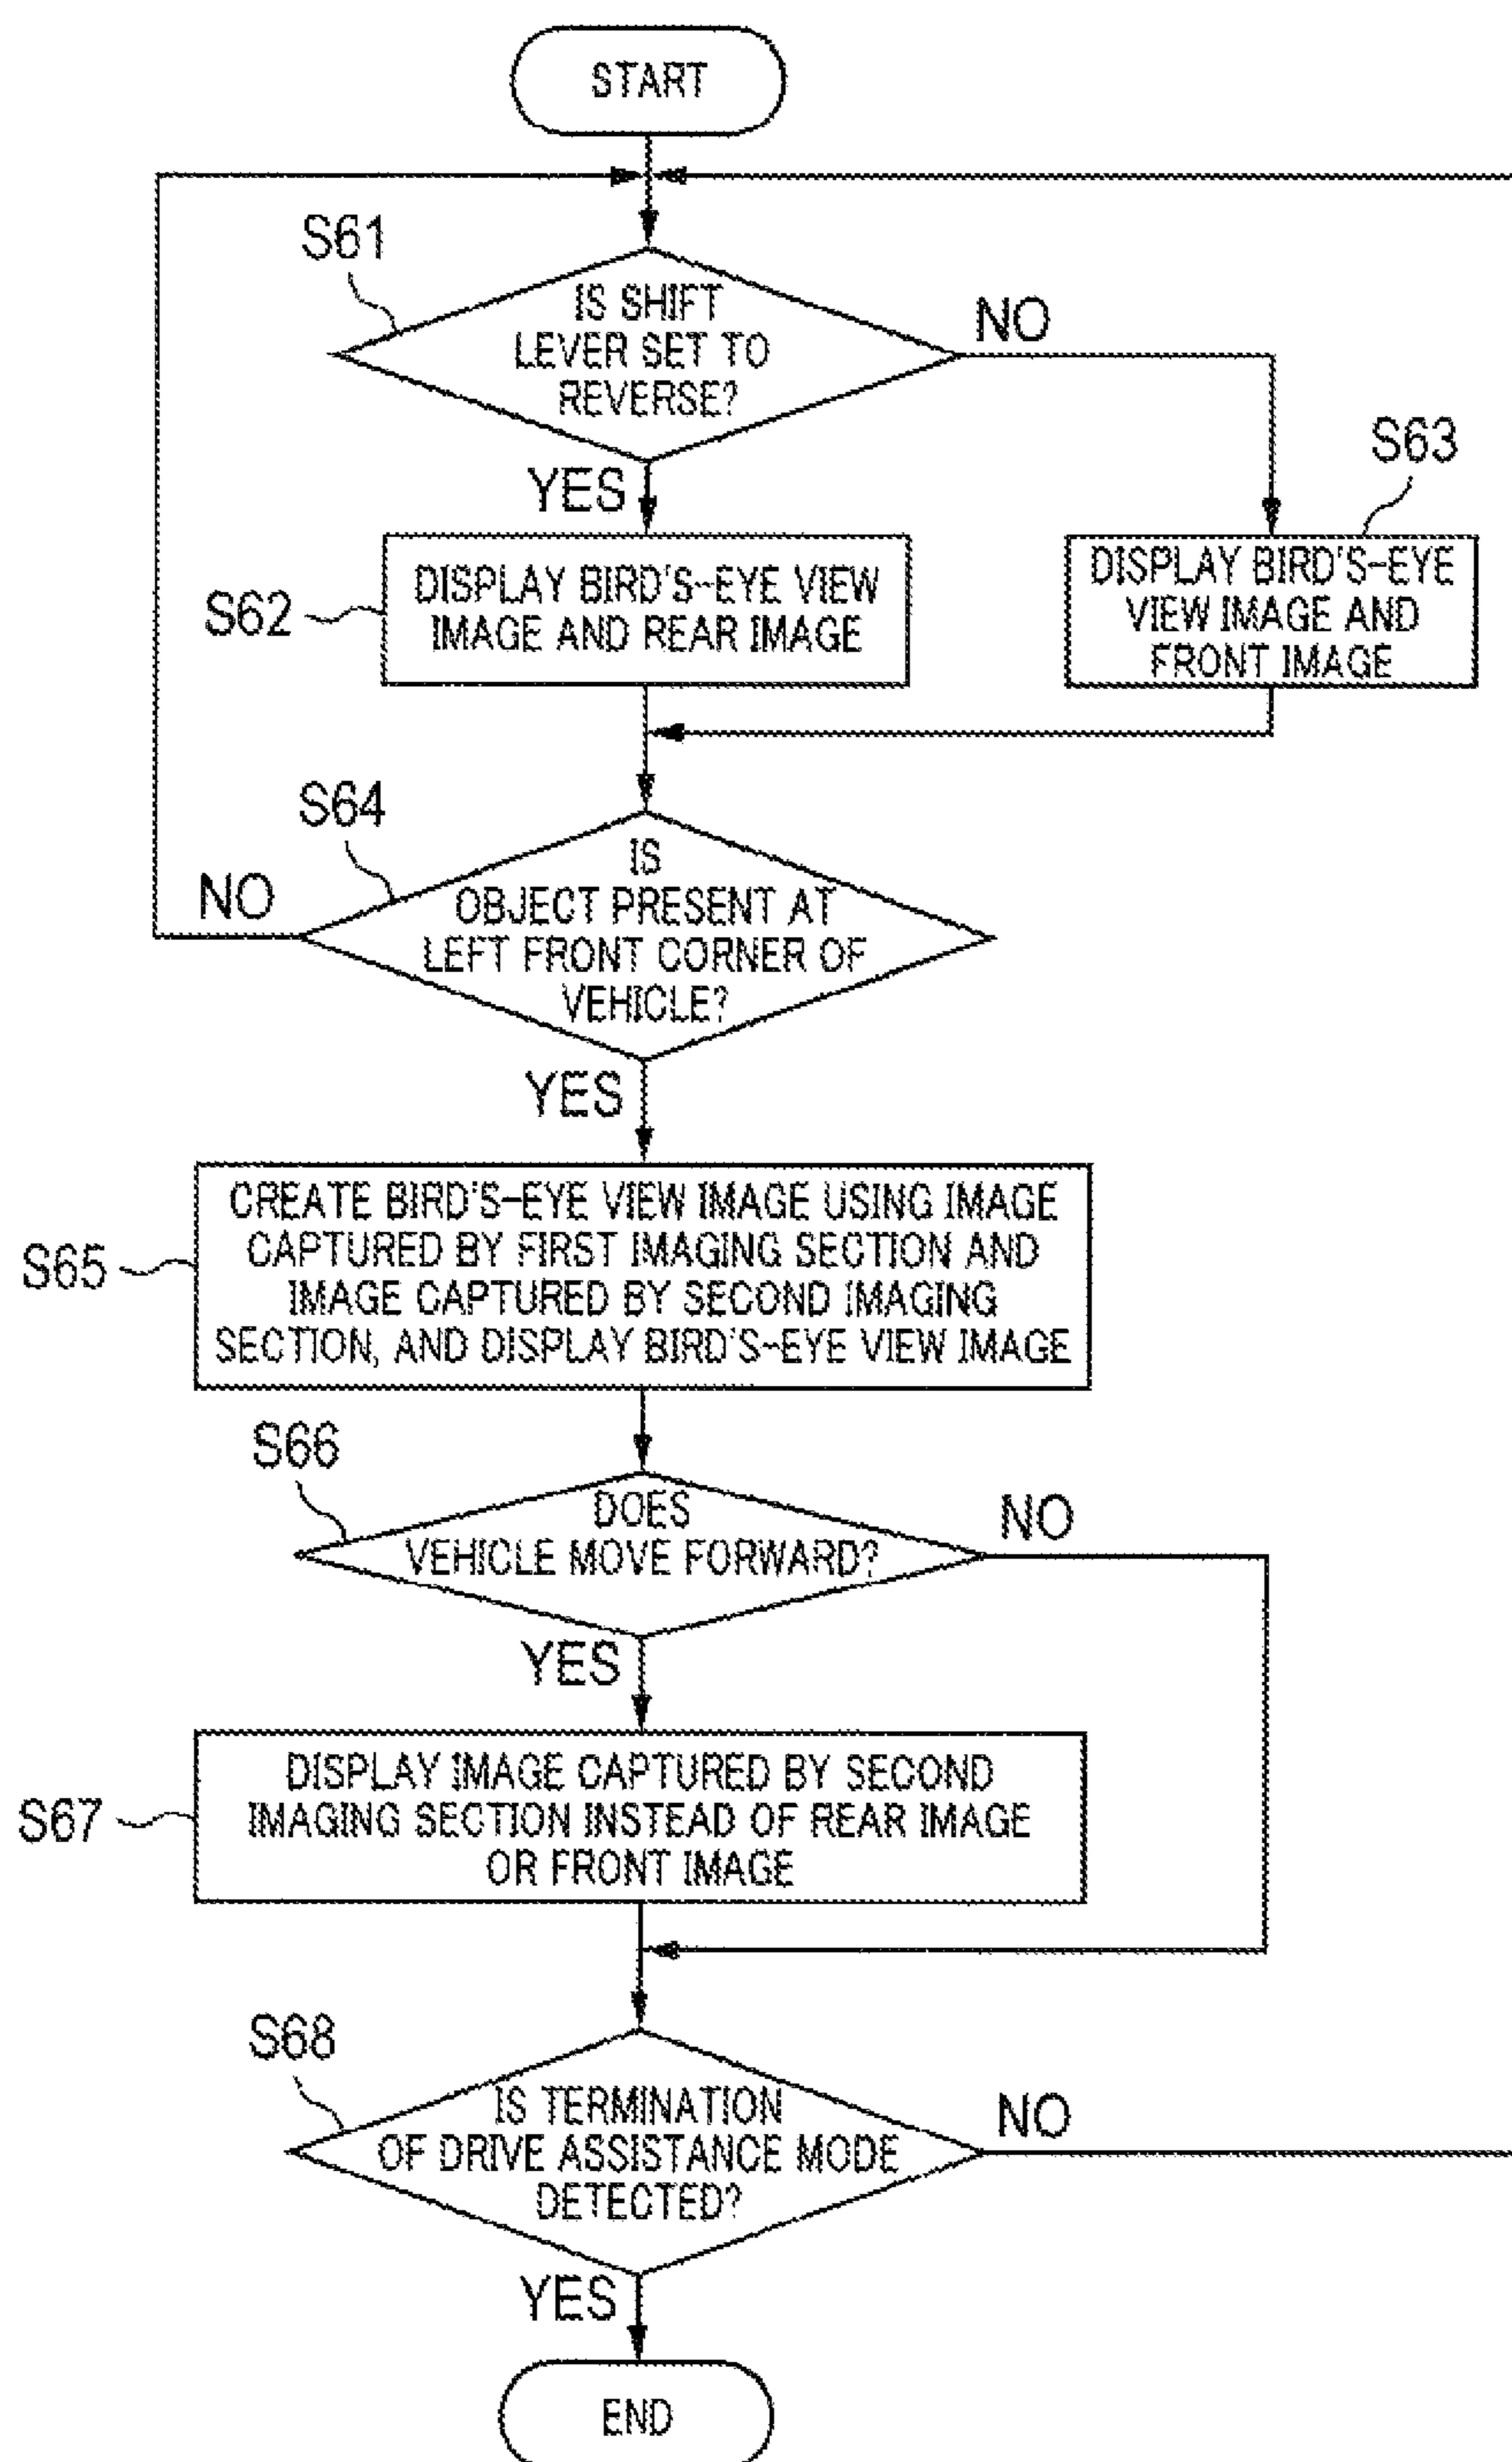 START
S61
IS SHIFT
LEVER SET TO
REVERSE?
NO
YES
S62
DISPLAY BIRD'S-EYE VIEW
IMAGE AND REAR IMAGE
S63
DISPLAY BIRD'S-EYE
VIEW IMAGE AND
FRONT IMAGE
S64
IS
OBJECT PRESENT AT
LEFT FRONT CORNER OF
VEHICLE?
NO
YES
S65
CREATE BIRD'S-EYE VIEW IMAGE USING IMAGE
CAPTURED BY FIRST IMAGING SECTION AND
IMAGE CAPTURED BY SECOND IMAGING
SECTION, AND DISPLAY BIRD'S-EYE VIEW IMAGE
S66
DOES
VEHICLE MOVE FORWARD?
NO
YES
S67
DISPLAY IMAGE CAPTURED BY SECOND
IMAGING SECTION INSTEAD OF REAR IMAGE
OR FRONT IMAGE
S68
IS TERMINATION
OF DRIVE ASSISTANCE MODE
DETECTED?
NO
YES
END